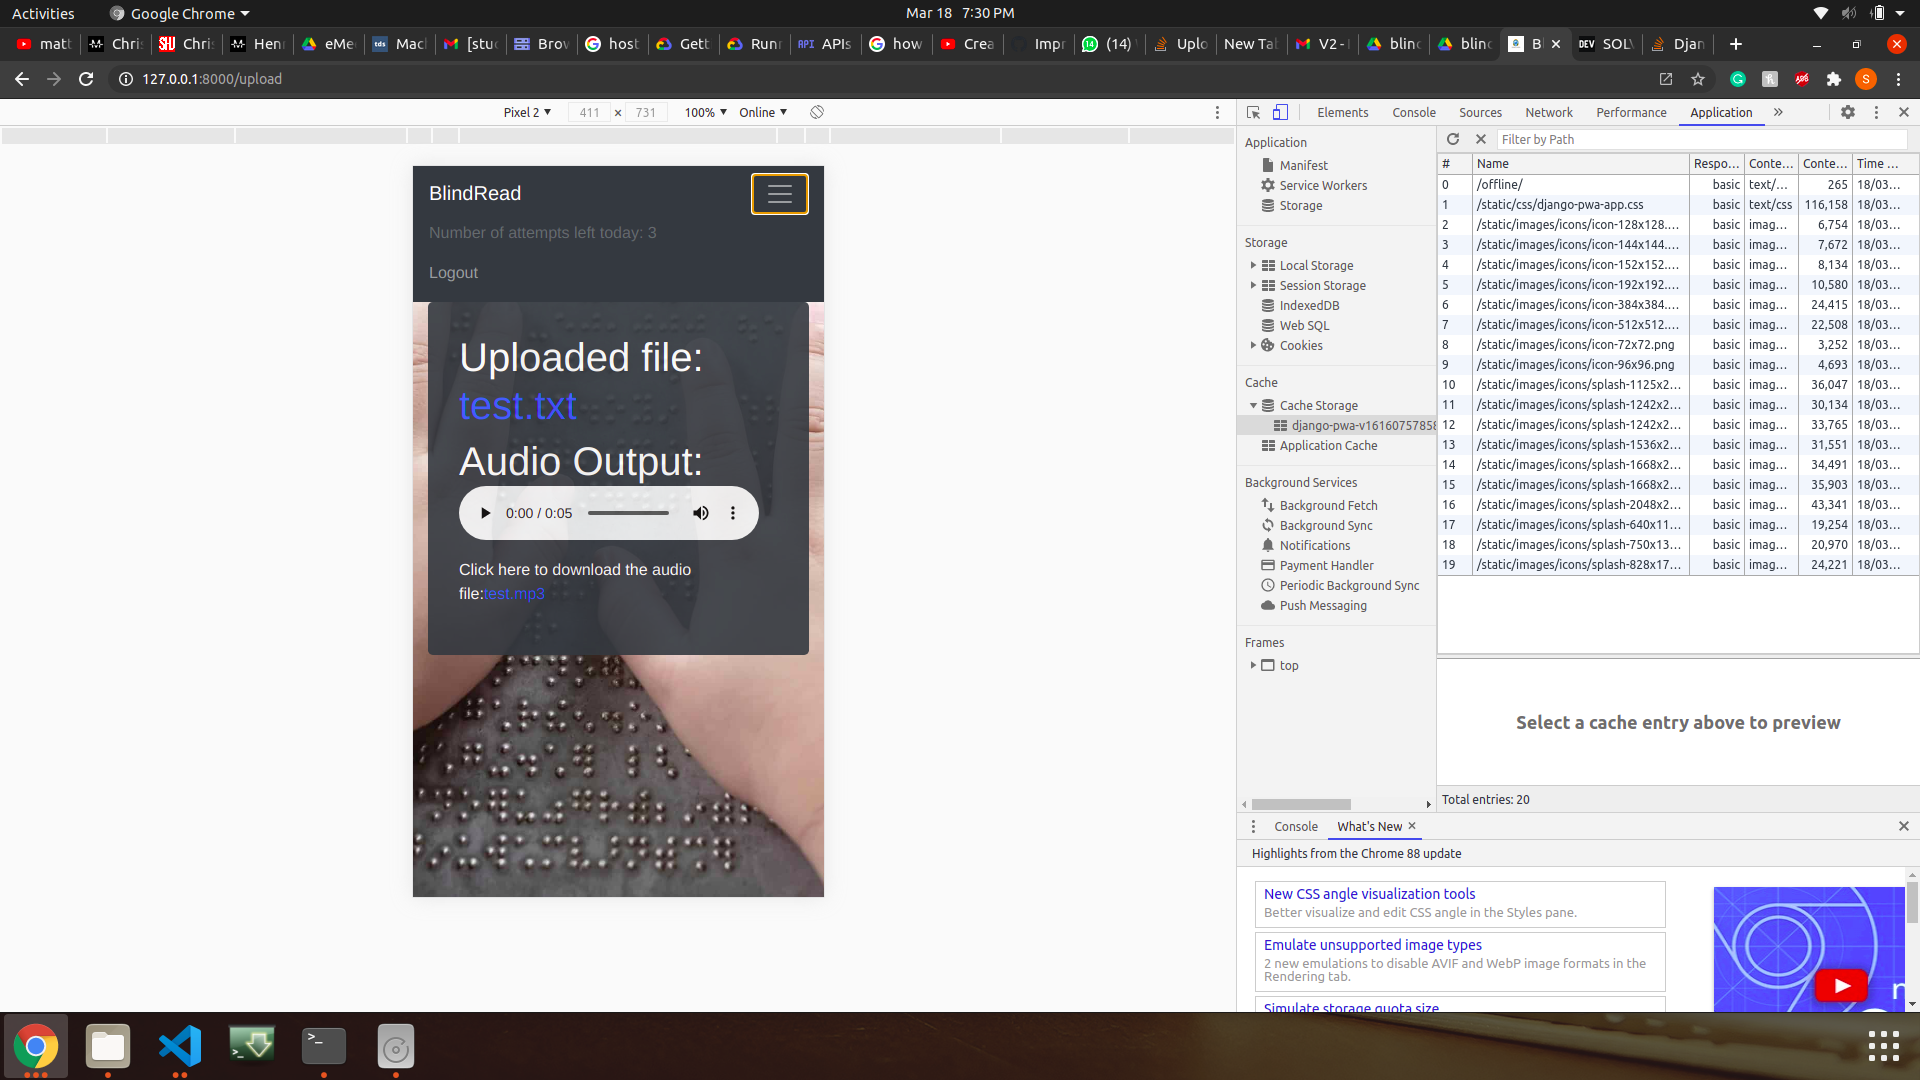 Activities Google Chrome Mar 18 7:30 PM
matt Chris Chris Henr eMee Mach [stud Brow host Gett Runn APIs how Crea Impr (14) Uplo New Tab V2 - blind blind Bl SOLV Djan
127.0.0.1:8000/upload
Pixel 2 411 × 731 100% Online
Elements Console Sources Network Performance Application
BlindRead
Number of attempts left today: 3
Logout
Uploaded file:
test.txt
Audio Output:
0:00 / 0:05
Click here to download the audio
file:test.mp3
Application
Manifest
Service Workers
Storage
Storage
Local Storage
Session Storage
IndexedDB
Web SQL
Cookies
Cache
Cache Storage
django-pwa-v16160757858
Application Cache
Background Services
Background Fetch
Background Sync
Notifications
Payment Handler
Periodic Background Sync
Push Messaging
Frames
top
Filter by Path
# Name Respo... Conte... Conte... Time ...
0 /offline/ basic text/... 265 18/03...
1 /static/css/django-pwa-app.css basic text/css 116,158 18/03...
2 /static/images/icons/icon-128x128.... basic imag... 6,754 18/03...
3 /static/images/icons/icon-144x144.... basic imag... 7,672 18/03...
4 /static/images/icons/icon-152x152.... basic imag... 8,134 18/03...
5 /static/images/icons/icon-192x192.... basic imag... 10,580 18/03...
6 /static/images/icons/icon-384x384.... basic imag... 24,415 18/03...
7 /static/images/icons/icon-512x512.... basic imag... 22,508 18/03...
8 /static/images/icons/icon-72x72.png basic imag... 3,252 18/03...
9 /static/images/icons/icon-96x96.png basic imag... 4,693 18/03...
10 /static/images/icons/splash-1125x2... basic imag... 36,047 18/03...
11 /static/images/icons/splash-1242x2... basic imag... 30,134 18/03...
12 /static/images/icons/splash-1242x2... basic imag... 33,765 18/03...
13 /static/images/icons/splash-1536x2... basic imag... 31,551 18/03...
14 /static/images/icons/splash-1668x2... basic imag... 34,491 18/03...
15 /static/images/icons/splash-1668x2... basic imag... 35,903 18/03...
16 /static/images/icons/splash-2048x2... basic imag... 43,341 18/03...
17 /static/images/icons/splash-640x11... basic imag... 19,254 18/03...
18 /static/images/icons/splash-750x13... basic imag... 20,970 18/03...
19 /static/images/icons/splash-828x17... basic imag... 24,221 18/03...
Select a cache entry above to preview
Total entries: 20
Console What's New
Highlights from the Chrome 88 update
New CSS angle visualization tools
Better visualize and edit CSS angle in the Styles pane.
Emulate unsupported image types
2 new emulations to disable AVIF and WebP image formats in the
Rendering tab.
Simulate storage quota size